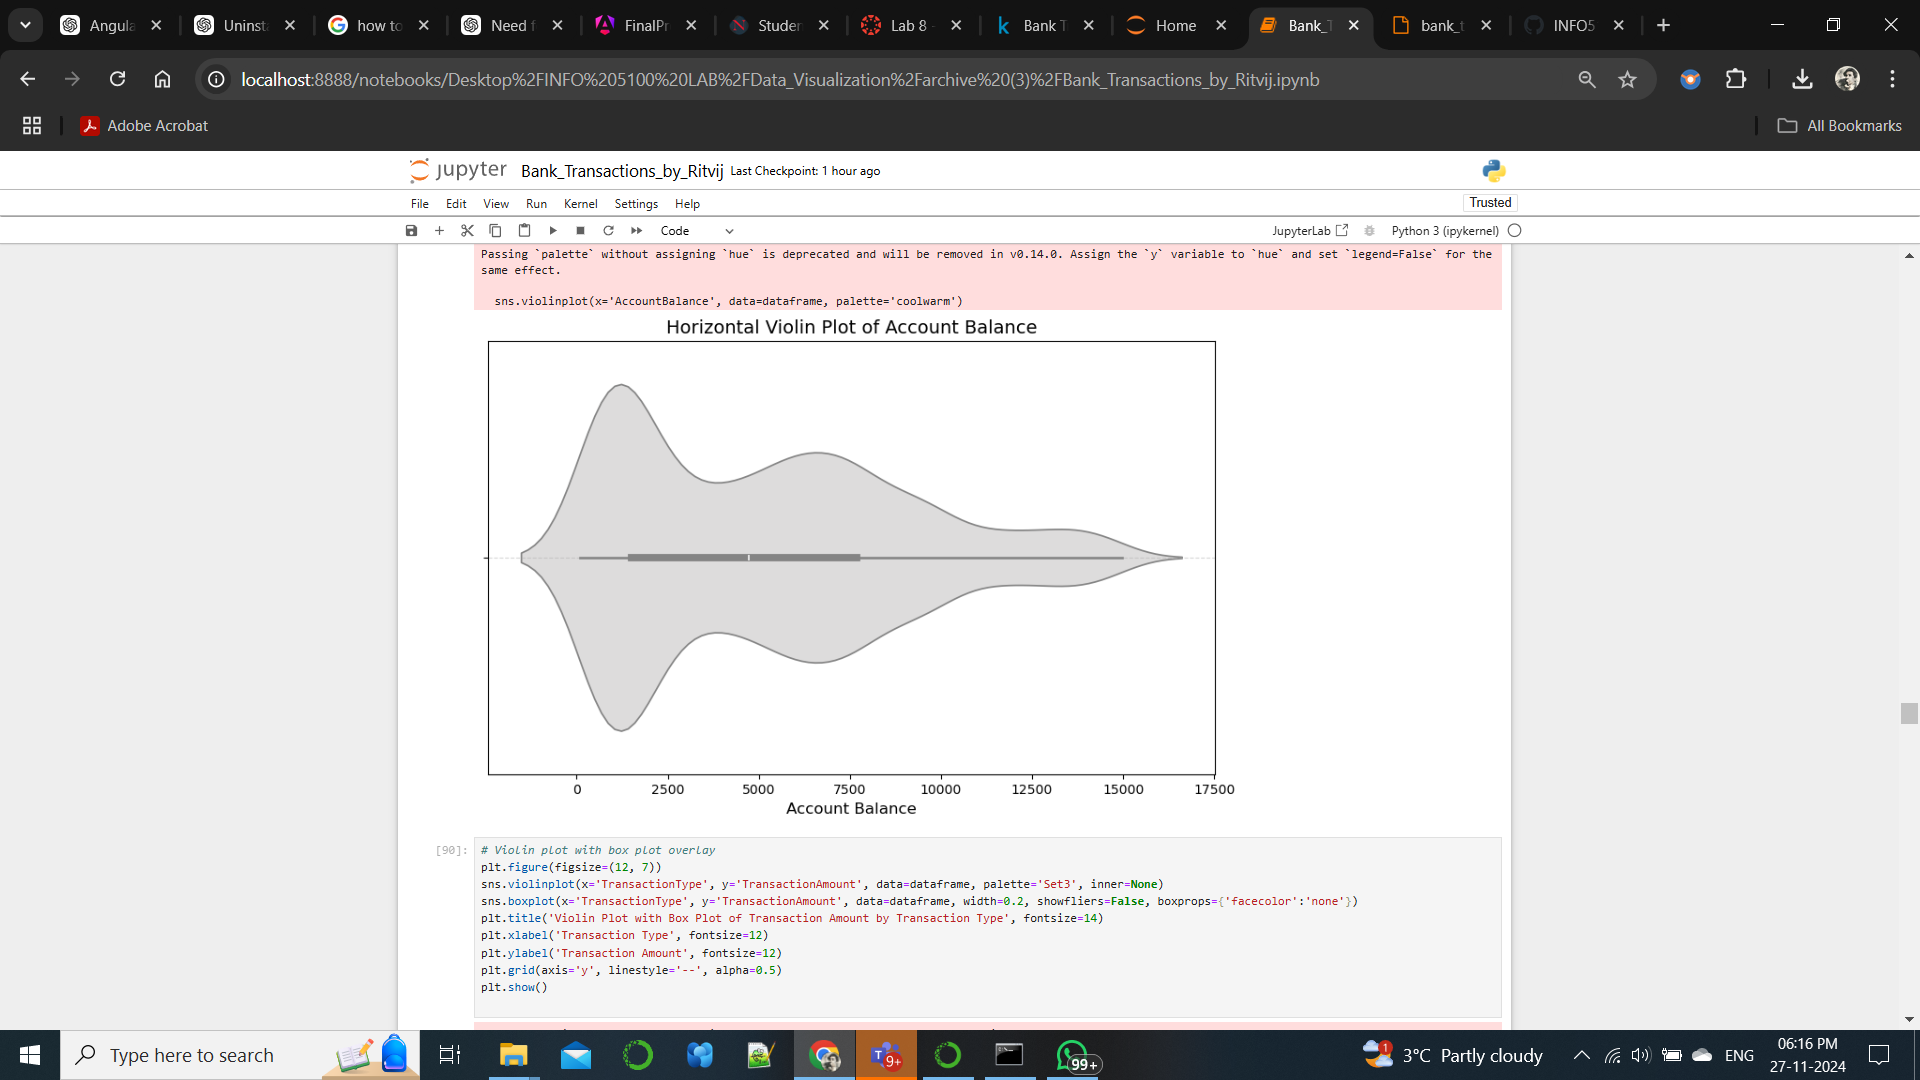 Angula
Uninsta
how to
Need f
FinalPr
Studen
Lab 8
Bank T
Home
Bank_T
bank_t
INFO5
localhost:8888/notebooks/Desktop%2FINFO%205100%20LAB%2FData_Visualization%2Farchive%20(3)%2FBank_Transactions_by_Ritvij.ipynb
Adobe Acrobat
All Bookmarks
jupyter Bank_Transactions_by_Ritvij Last Checkpoint: 1 hour ago
File Edit View Run Kernel Settings Help
Trusted
Code
JupyterLab
Python 3 (ipykernel)
Passing `palette` without assigning `hue` is deprecated and will be removed in v0.14.0. Assign the `y` variable to `hue` and set `legend=False` for the
same effect.
sns.violinplot(x='AccountBalance', data=dataframe, palette='coolwarm')
Horizontal Violin Plot of Account Balance
0 2500 5000 7500 10000 12500 15000 17500
Account Balance
[90]:
# Violin plot with box plot overlay
plt.figure(figsize=(12, 7))
sns.violinplot(x='TransactionType', y='TransactionAmount', data=dataframe, palette='Set3', inner=None)
sns.boxplot(x='TransactionType', y='TransactionAmount', data=dataframe, width=0.2, showfliers=False, boxprops={'facecolor':'none'})
plt.title('Violin Plot with Box Plot of Transaction Amount by Transaction Type', fontsize=14)
plt.xlabel('Transaction Type', fontsize=12)
plt.ylabel('Transaction Amount', fontsize=12)
plt.grid(axis='y', linestyle='--', alpha=0.5)
plt.show()
Type here to search
9+
99+
1
3°C Partly cloudy
ENG
06:16 PM
27-11-2024